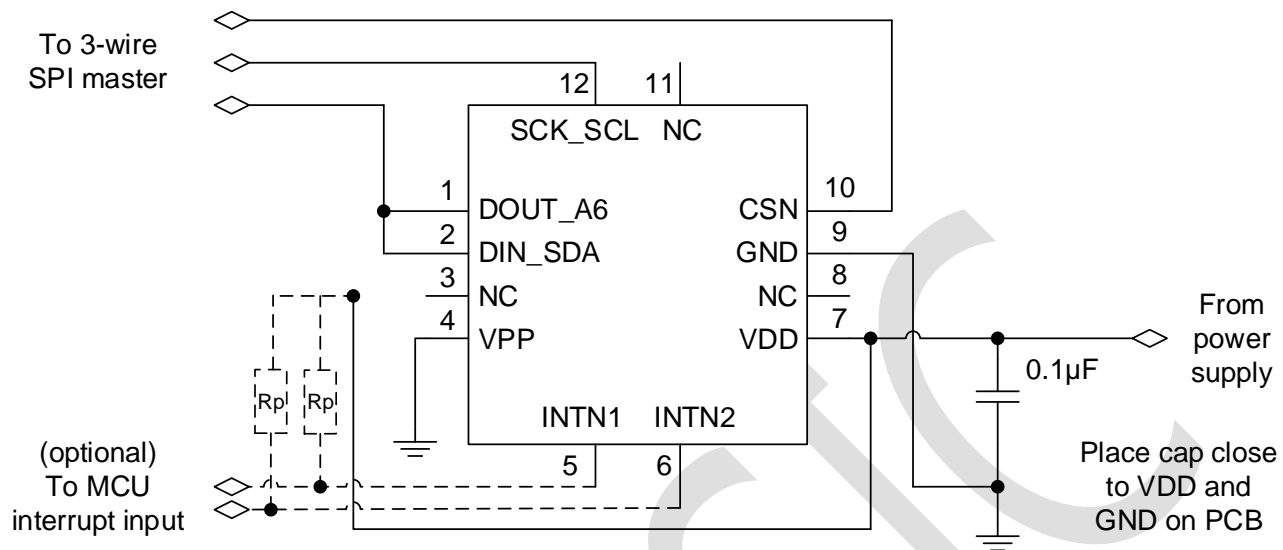 To 3-wire
SPI master
12
11
SCK_SCL
NC
1
DOUT_A6
2
DIN_SDA
3
NC
4
VPP
10
CSN
9
GND
8
NC
7
VDD
INTN1
INTN2
5
6
Rp
Rp
(optional)
To MCU
interrupt input
From
power
supply
0.1µF
Place cap close
to VDD and
GND on PCB